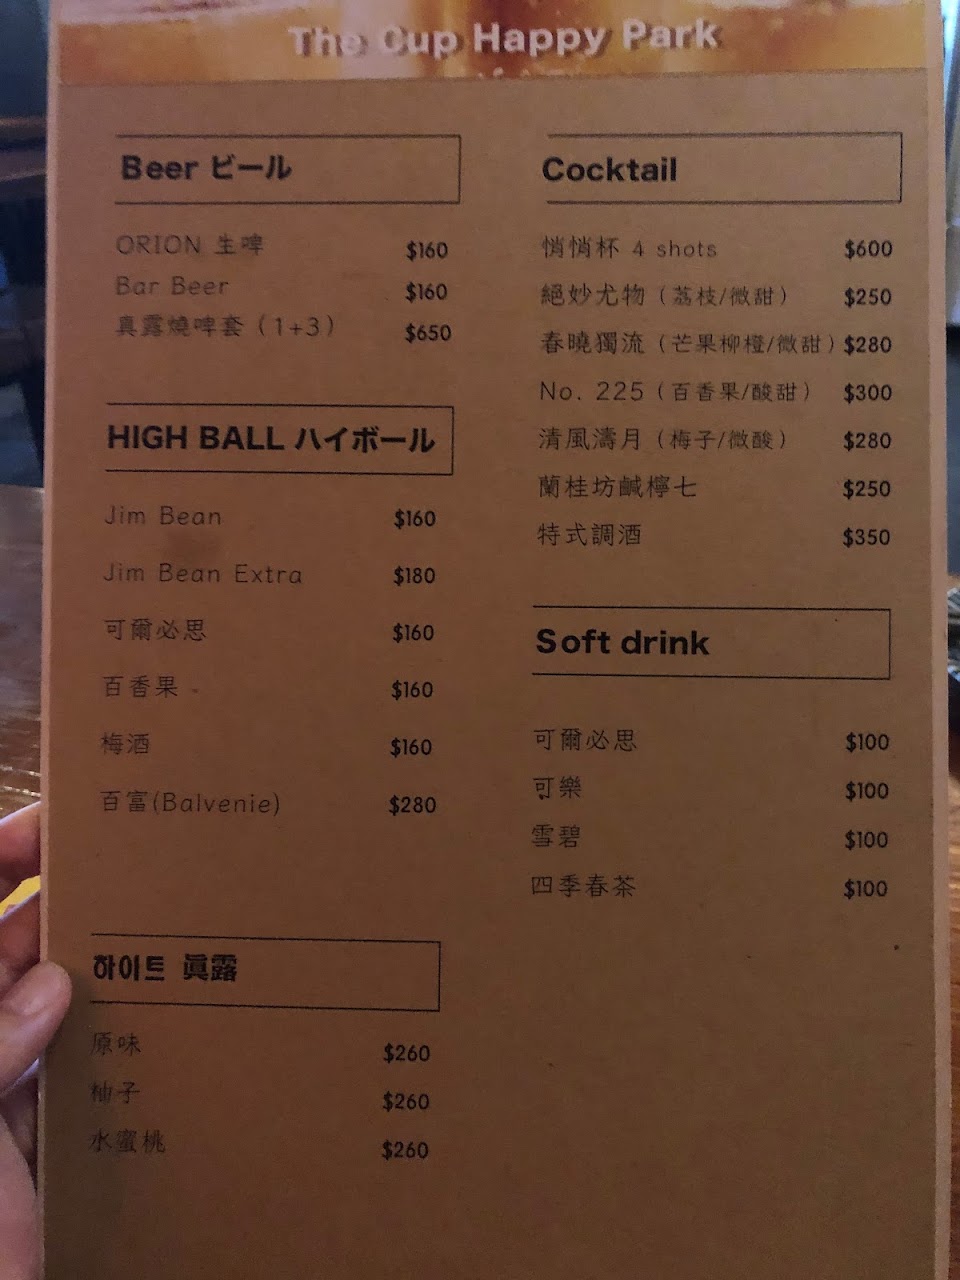 The Cup Happy Park
Beer ビール
ORION 生啤 $160
Bar Beer $160
真露燒啤套（1+3） $650
HIGH BALL ハイボール
Jim Bean $160
Jim Bean Extra $180
可爾必思 $160
百香果 $160
梅酒 $160
百富(Balvenie) $280
하이트 眞露
原味 $260
柚子 $260
水蜜桃 $260
Cocktail
悄悄杯 4 shots $600
絕妙尤物（荔枝/微甜） $250
春曉獨流（芒果柳橙/微甜） $280
No. 225（百香果/酸甜） $300
清風濤月（梅子/微酸） $280
蘭桂坊鹹檸七 $250
特式調酒 $350
Soft drink
可爾必思 $100
可樂 $100
雪碧 $100
四季春茶 $100